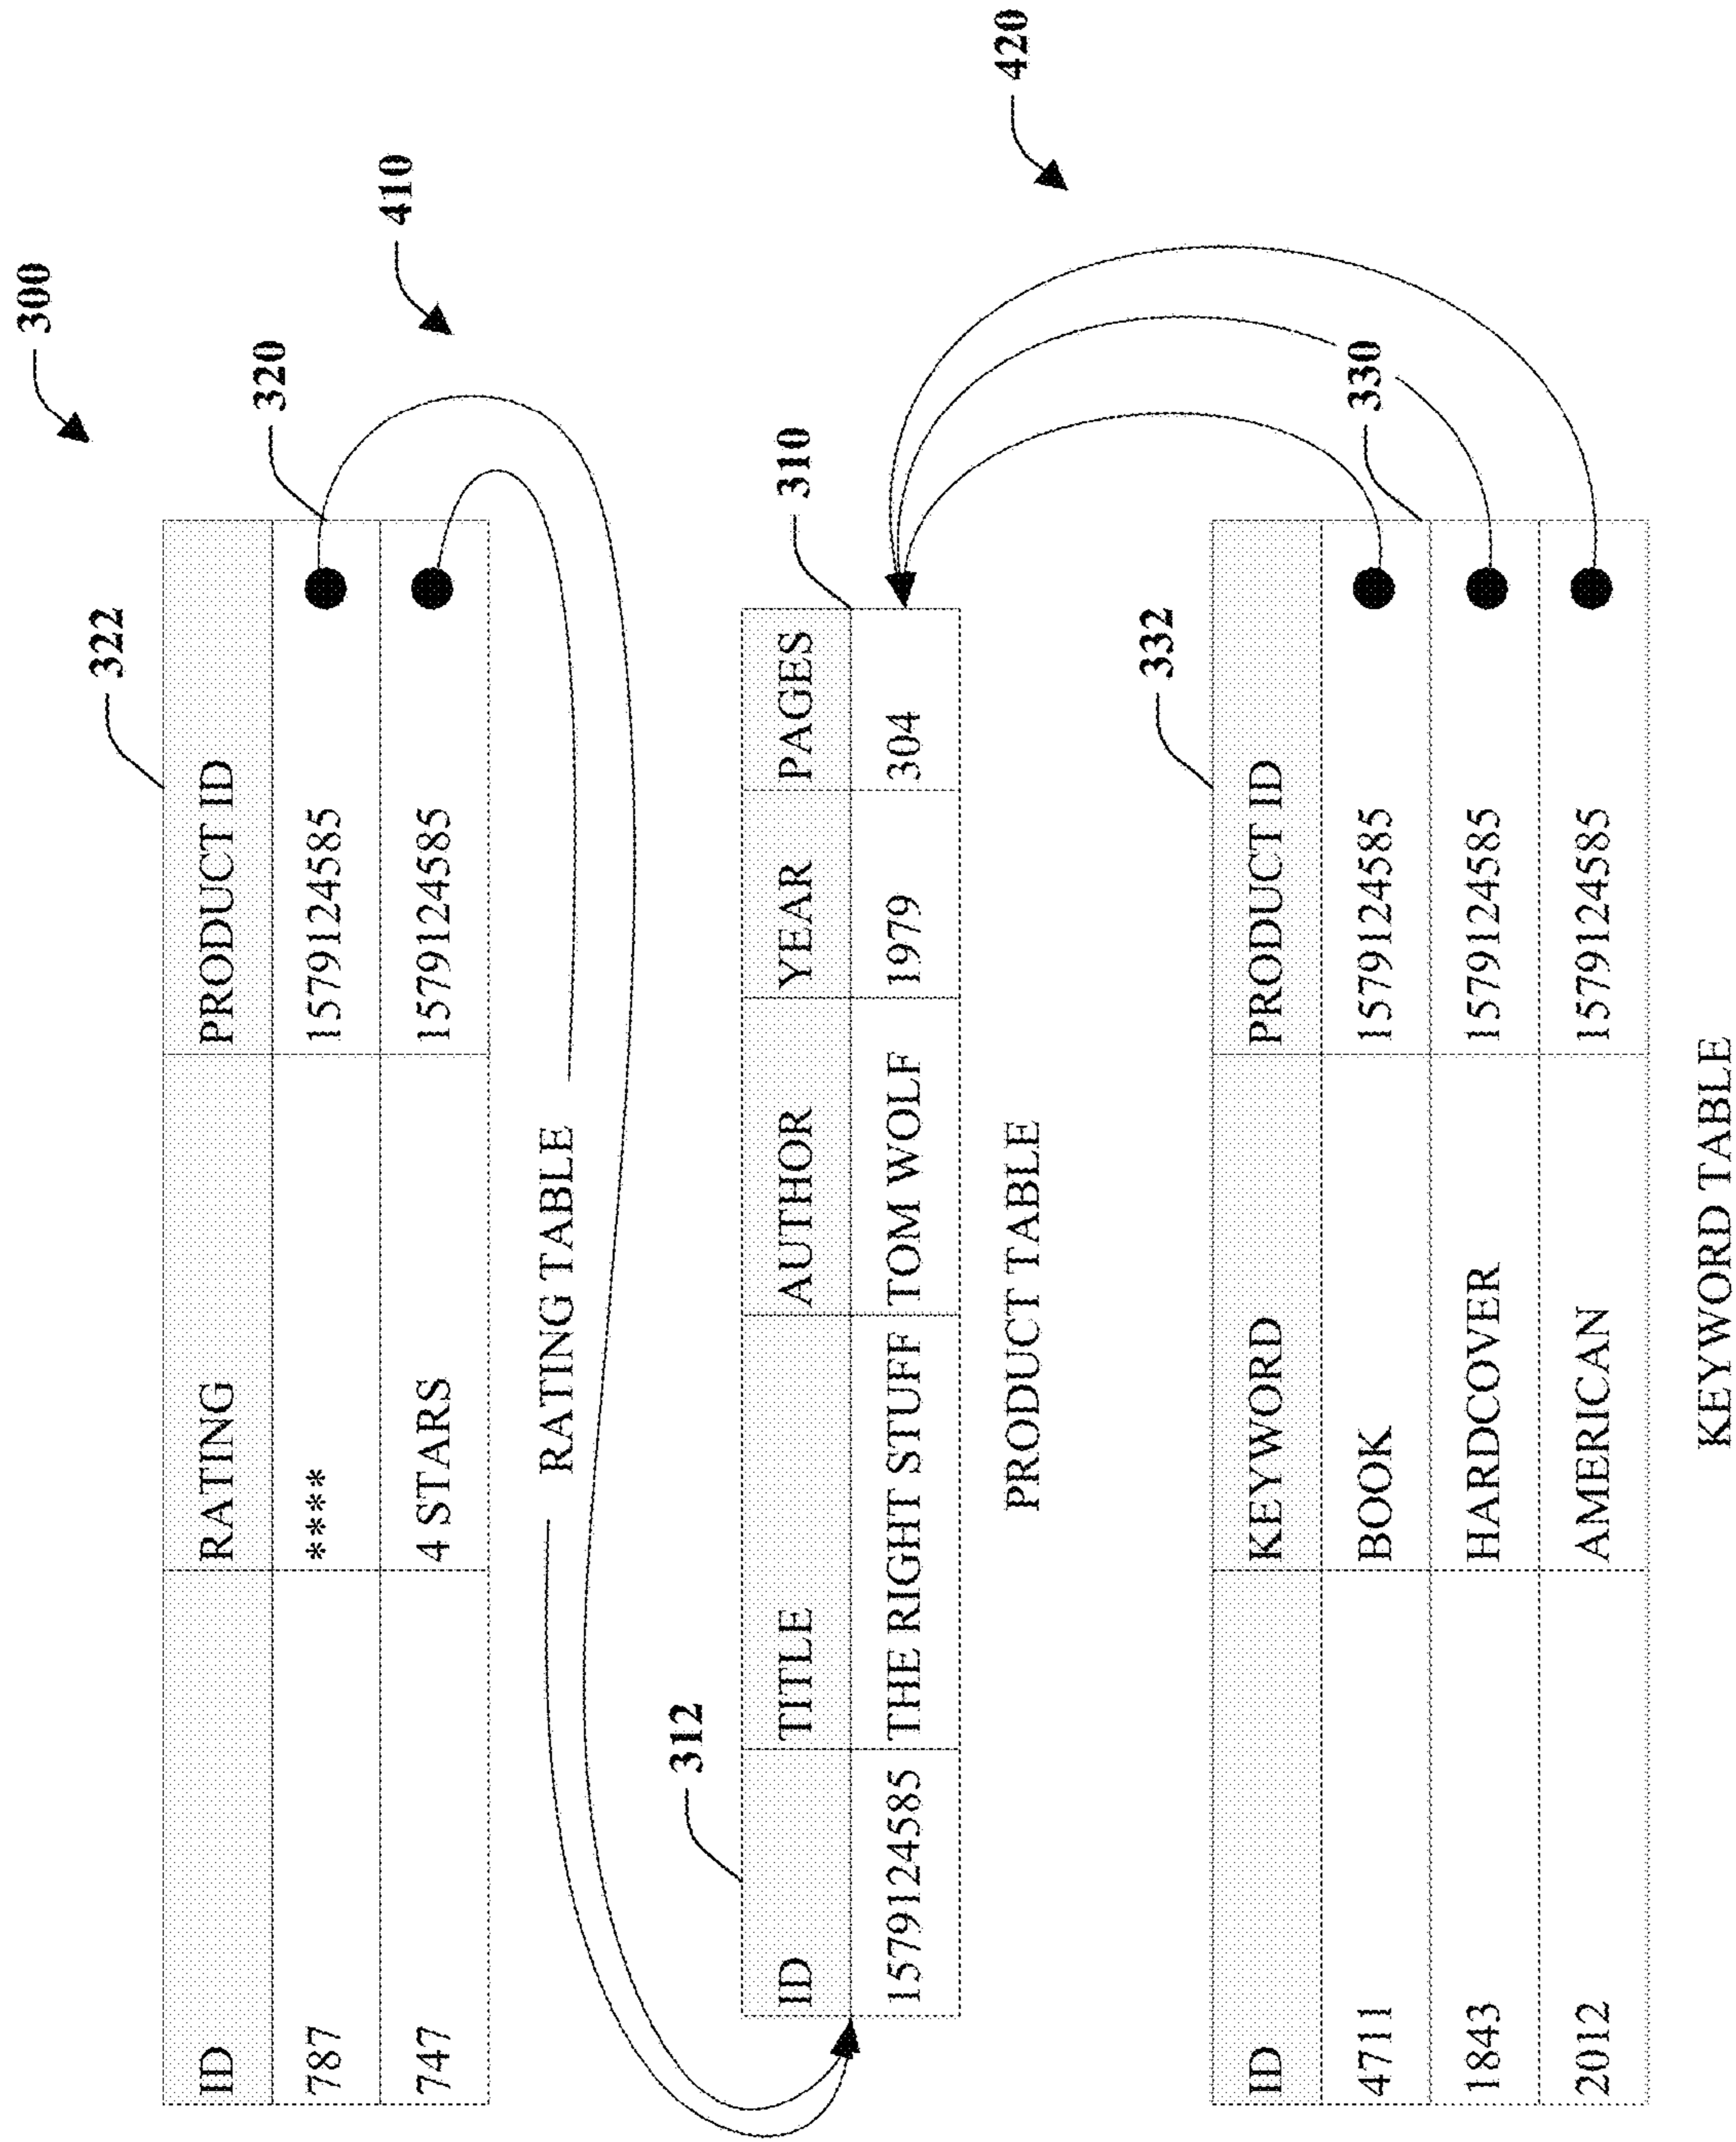 300
322
320
410
ID RATING PRODUCT ID
787 **** 1579124585
747 4 STARS 1579124585
RATING TABLE
312
310
420
ID TITLE AUTHOR YEAR PAGES
1579124585 THE RIGHT STUFF TOM WOLF 1979 304
PRODUCT TABLE
332
330
ID KEYWORD PRODUCT ID
4711 BOOK 1579124585
1843 HARDCOVER 1579124585
2012 AMERICAN 1579124585
KEYWORD TABLE